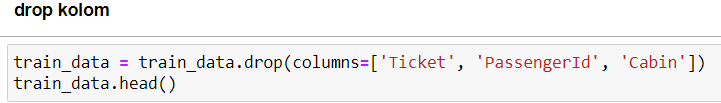 drop kolom
train_data = train_data.drop(columns=['Ticket', 'PassengerId', 'Cabin'])
train_data.head()